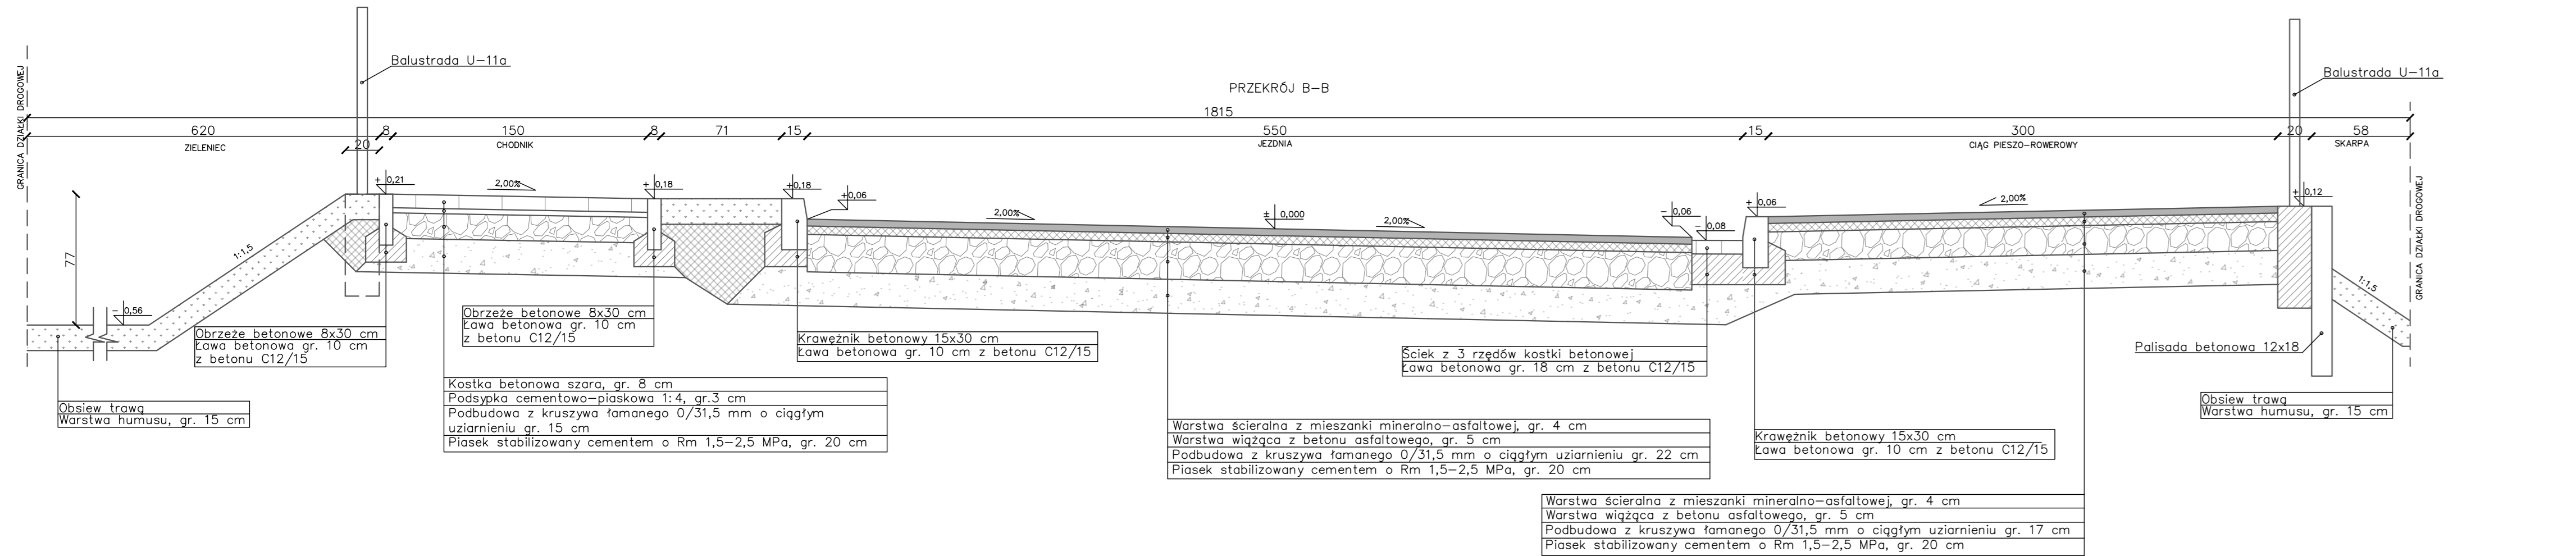 Balustrada U-11a
Balustrada U-11a
PRZEKRÓJ B-B
1815
620
8
150
8
71
15
550
15
300
20
58
ZIELENIEC
20
CHODNIK
JEZDNIA
CIĄG PIESZO-ROWEROWY
SKARPA
GRANICA DZIAŁKI DROGOWEJ
GRANICA DZIAŁKI DROGOWEJ
+ 0,21
2,00%
+ 0,18
+0,18
+0,06
2,00%
± 0,000
2,00%
- 0,06
- 0,08
+ 0,06
2,00%
+ 0,12
77
1:1,5
1:1,5
- 0,56
Obrzeże betonowe 8x30 cm
Ława betonowa gr. 10 cm
z betonu C12/15
Obrzeże betonowe 8x30 cm
Ława betonowa gr. 10 cm
z betonu C12/15
Krawężnik betonowy 15x30 cm
Ława betonowa gr. 10 cm z betonu C12/15
Ściek z 3 rzędów kostki betonowej
Ława betonowa gr. 18 cm z betonu C12/15
Palisada betonowa 12x18
Obsiew trawą
Warstwa humusu, gr. 15 cm
Kostka betonowa szara, gr. 8 cm
Podsypka cementowo-piaskowa 1:4, gr.3 cm
Podbudowa z kruszywa łamanego 0/31,5 mm o ciągłym
uziarnieniu gr. 15 cm
Piasek stabilizowany cementem o Rm 1,5-2,5 MPa, gr. 20 cm
Warstwa ścieralna z mieszanki mineralno-asfaltowej, gr. 4 cm
Warstwa wiążąca z betonu asfaltowego, gr. 5 cm
Podbudowa z kruszywa łamanego 0/31,5 mm o ciągłym uziarnieniu gr. 22 cm
Piasek stabilizowany cementem o Rm 1,5-2,5 MPa, gr. 20 cm
Krawężnik betonowy 15x30 cm
Ława betonowa gr. 10 cm z betonu C12/15
Obsiew trawą
Warstwa humusu, gr. 15 cm
Warstwa ścieralna z mieszanki mineralno-asfaltowej, gr. 4 cm
Warstwa wiążąca z betonu asfaltowego, gr. 5 cm
Podbudowa z kruszywa łamanego 0/31,5 mm o ciągłym uziarnieniu gr. 17 cm
Piasek stabilizowany cementem o Rm 1,5-2,5 MPa, gr. 20 cm